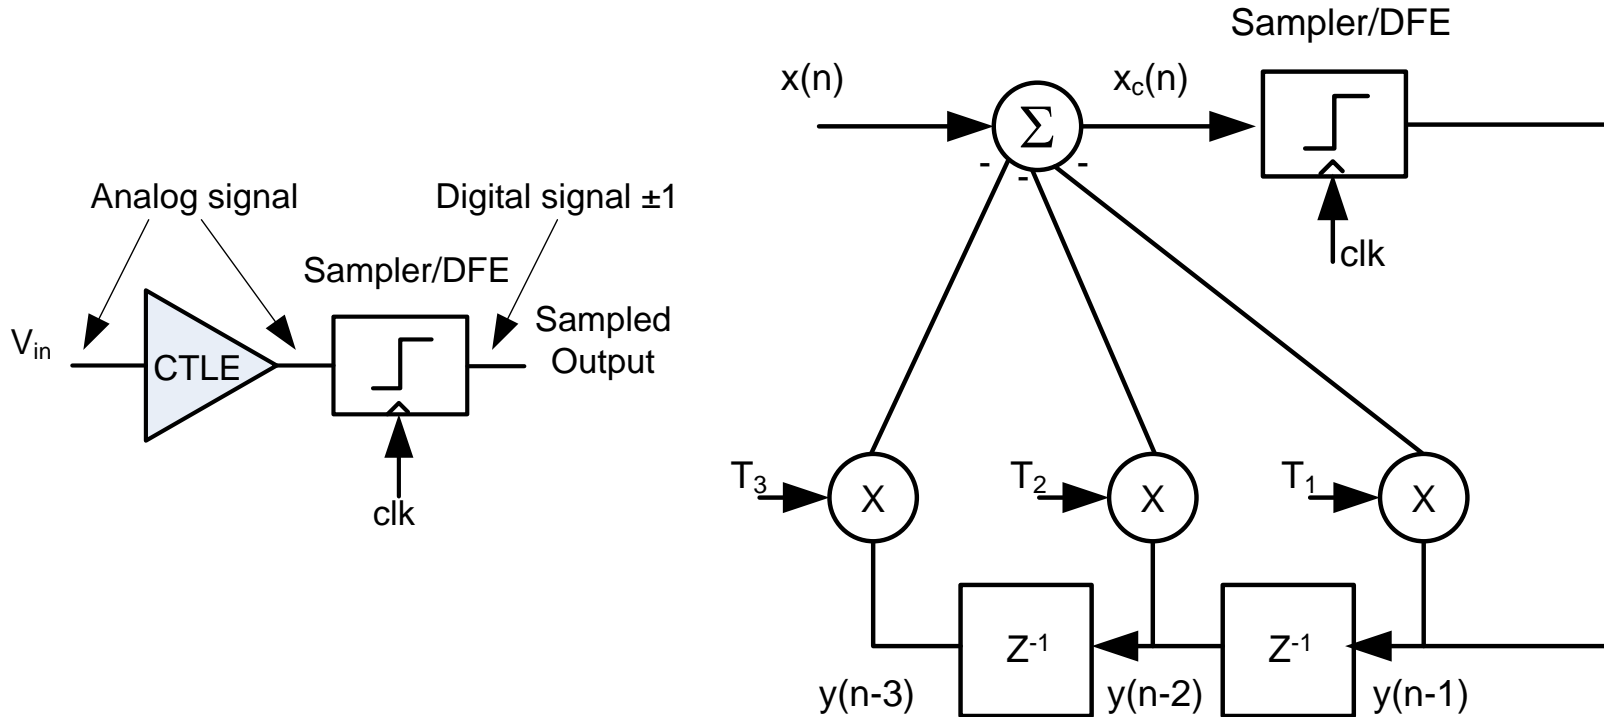 Analog signal
Digital signal ±1
Sampler/DFE
V_in
CTLE
Sampled
Output
clk
Sampler/DFE
x(n)
x_c(n)
Σ
-
-
-
clk
T_3
X
T_2
X
T_1
X
Z^-1
Z^-1
y(n-3)
y(n-2)
y(n-1)